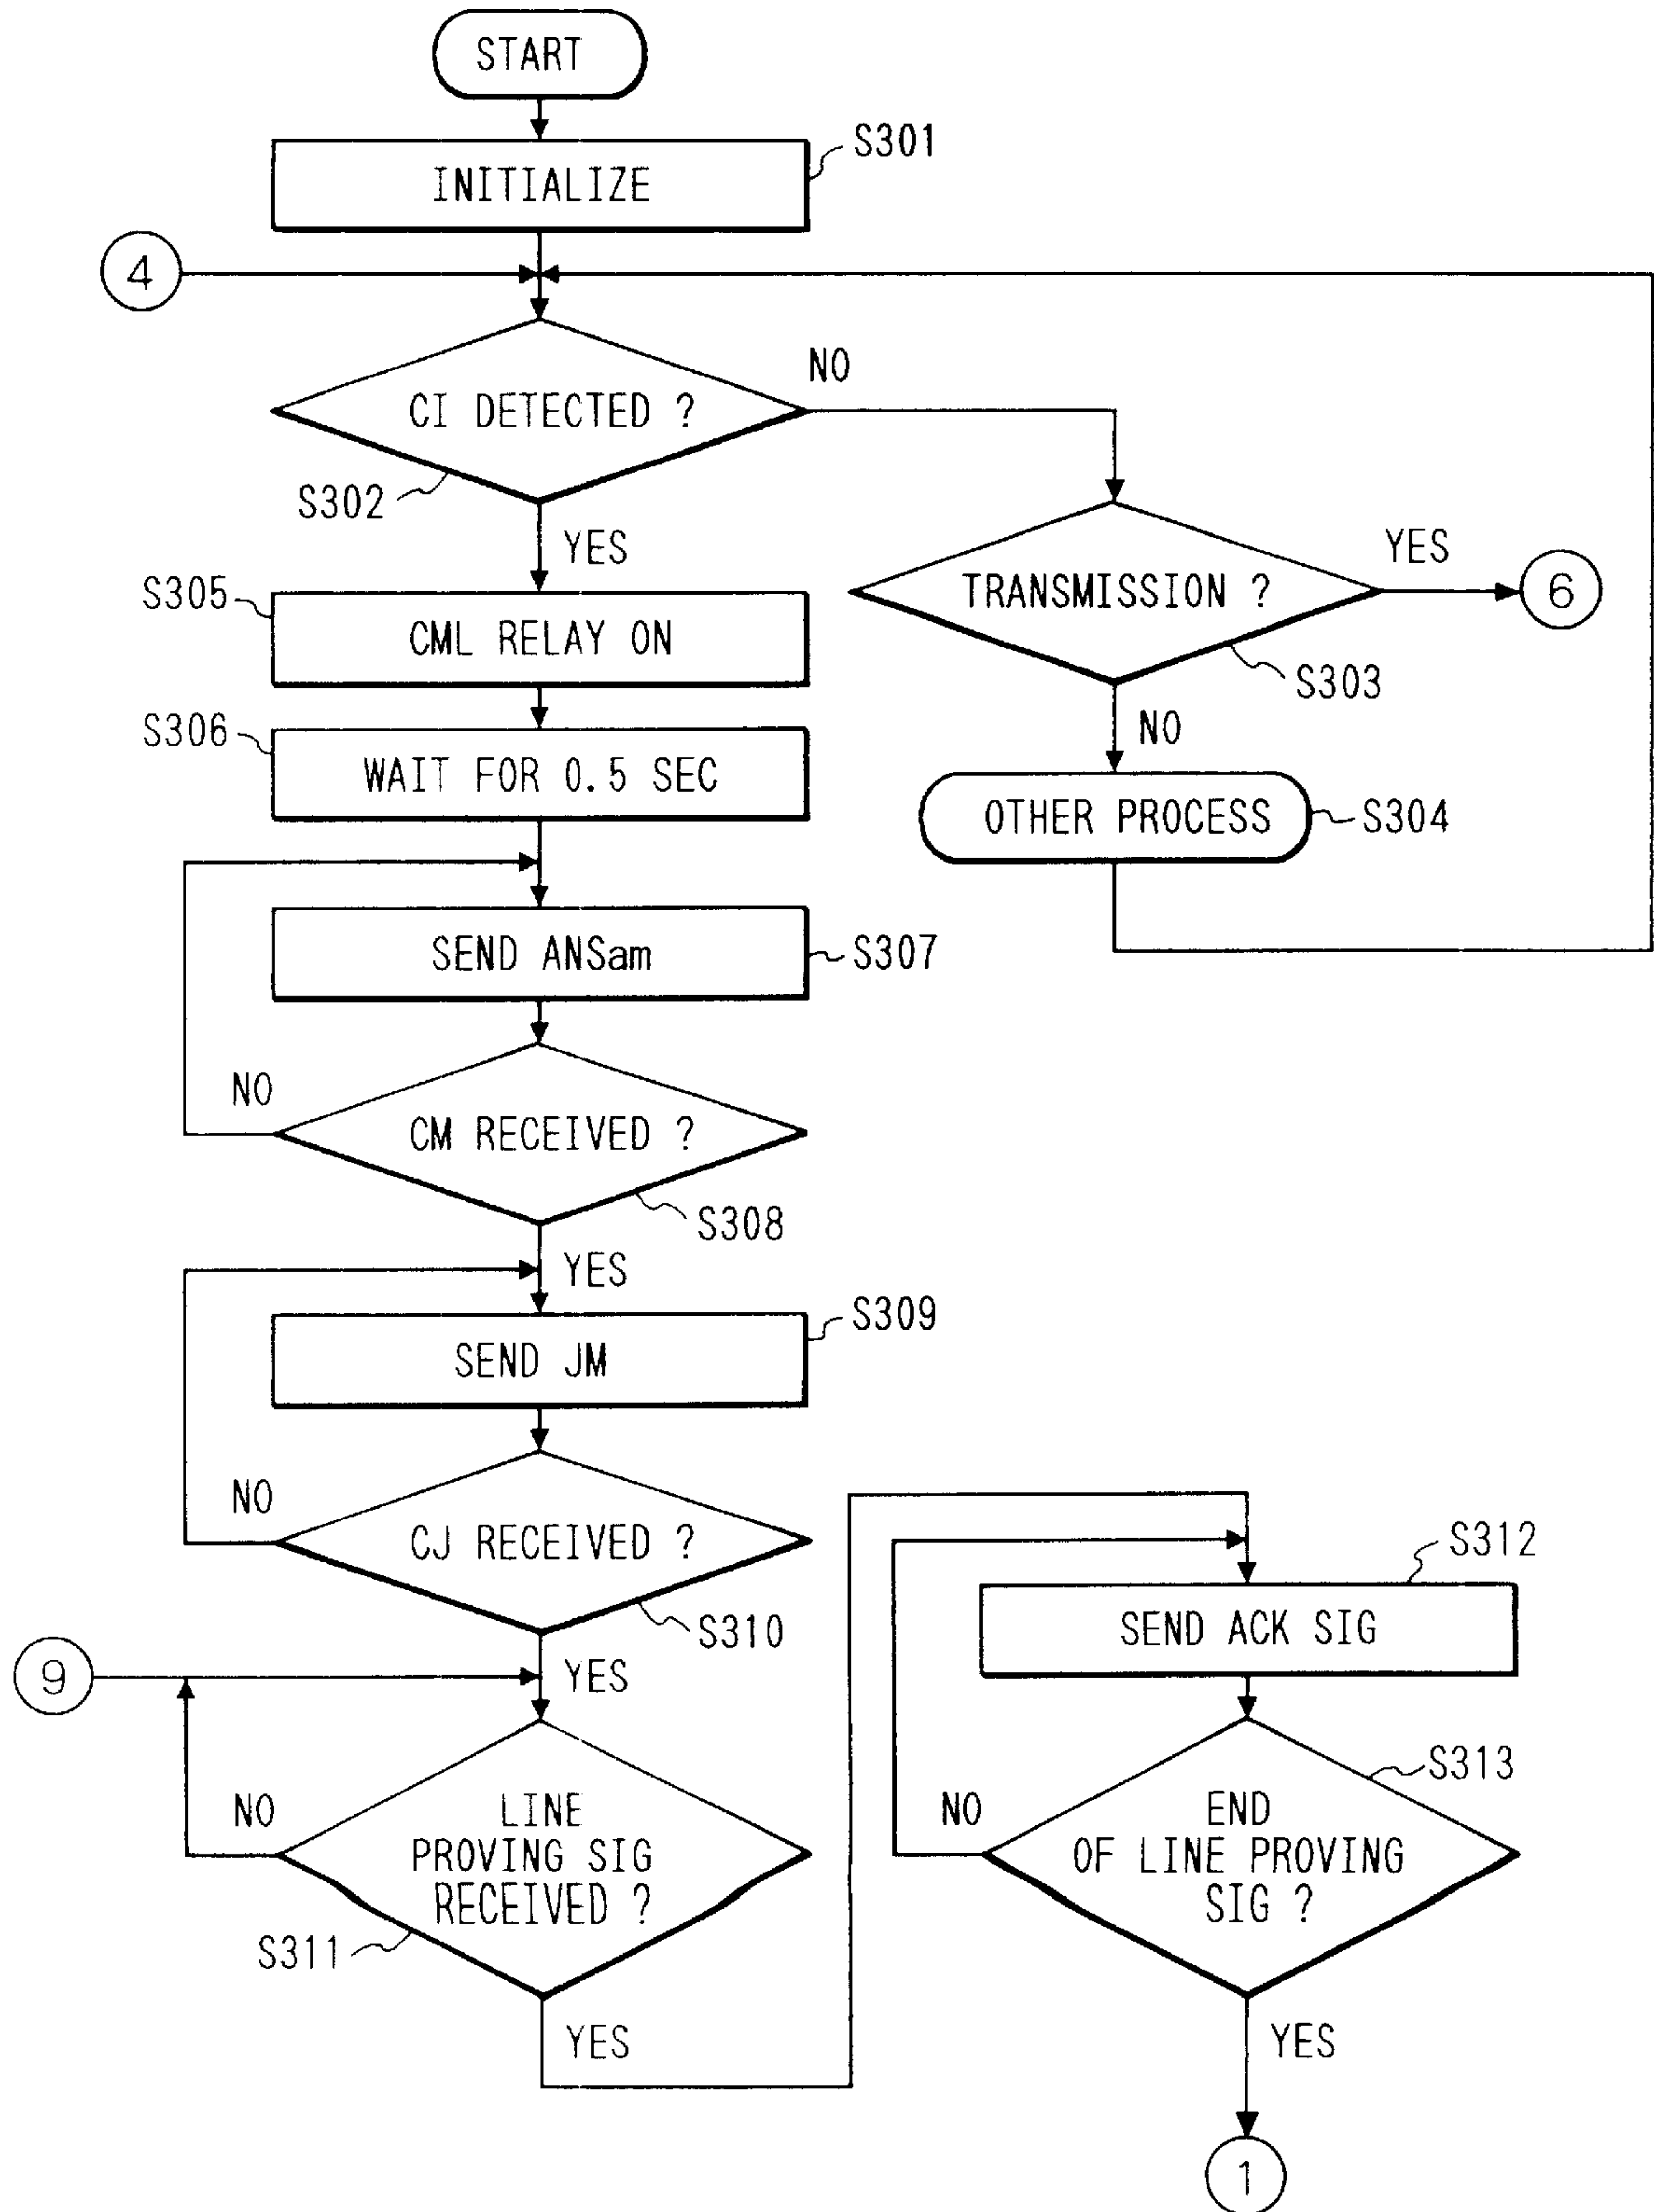 START
INITIALIZE
S301
4
CI DETECTED ?
NO
S302
YES
TRANSMISSION ?
YES
6
S303
NO
OTHER PROCESS
S304
S305
CML RELAY ON
S306
WAIT FOR 0.5 SEC
SEND ANSam
S307
NO
CM RECEIVED ?
S308
YES
SEND JM
S309
NO
CJ RECEIVED ?
S310
YES
9
NO
LINE
PROVING SIG
RECEIVED ?
S311
YES
S312
SEND ACK SIG
S313
NO
END
OF LINE PROVING
SIG ?
YES
1